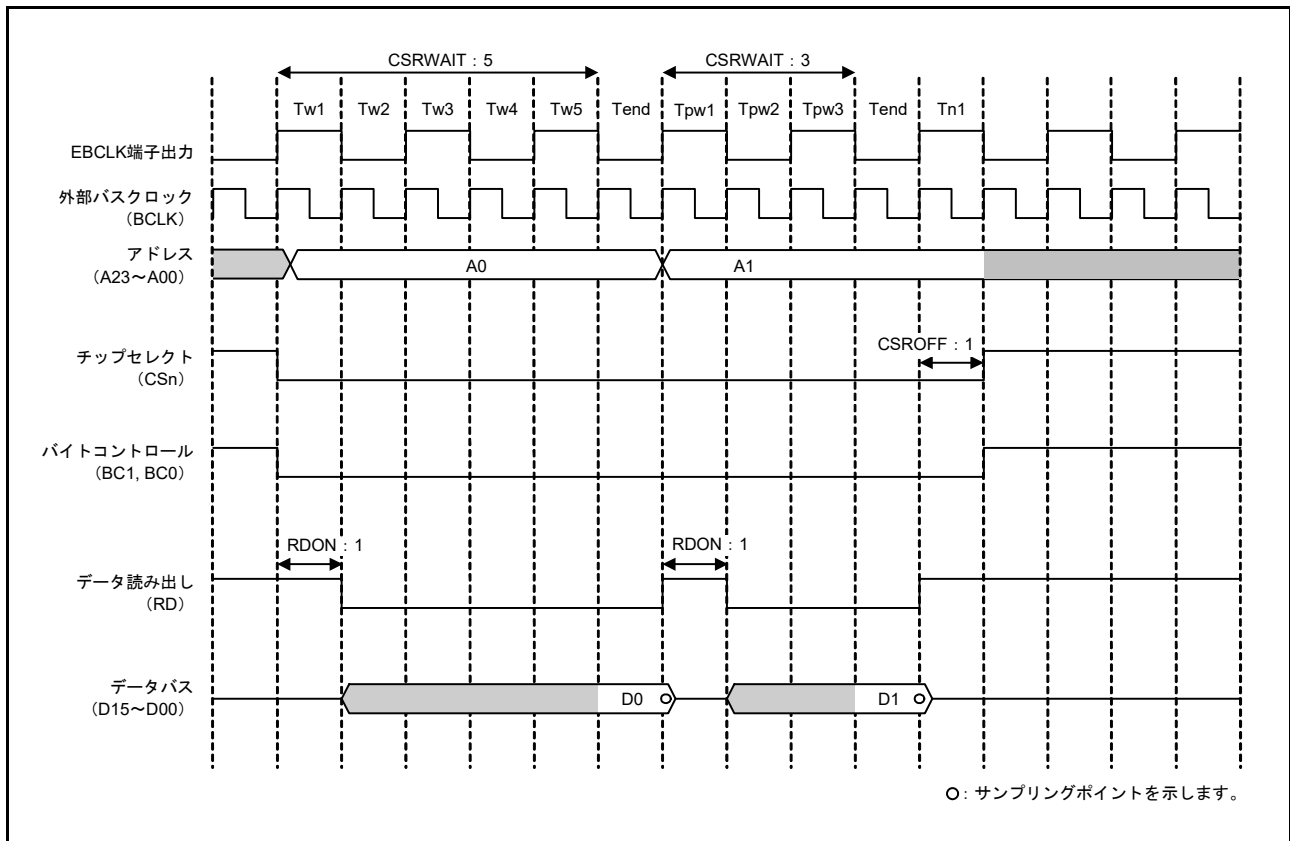 CSRWAIT：5
CSRWAIT：3
Tw1 Tw2 Tw3 Tw4 Tw5 Tend Tpw1 Tpw2 Tpw3 Tend Tn1
EBCLK端子出力
外部バスクロック
（BCLK）
アドレス
（A23～A00）
A0
A1
CSROFF：1
チップセレクト
（CSn）
バイトコントロール
（BC1, BC0）
RDON：1
RDON：1
データ読み出し
（RD）
データバス
（D15～D00）
D0
D1
：サンプリングポイントを示します。